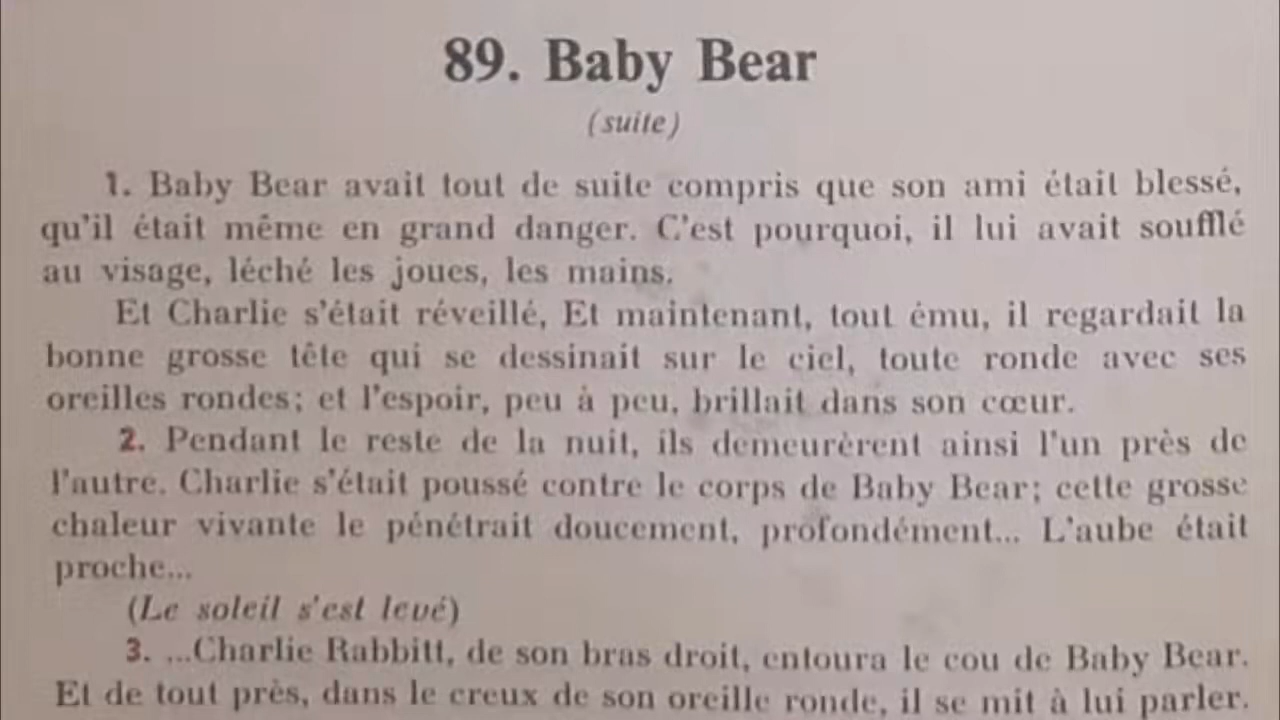 89. Baby Bear
(suite)
1. Baby Bear avait tout de suite compris que son ami était blessé,
qu'il était même en grand danger. C'est pourquoi, il lui avait soufflé
au visage, léché les joues, les mains.
Et Charlie s'était réveillé, Et maintenant, tout ému, il regardait la
bonne grosse tête qui se dessinait sur le ciel, toute ronde avec ses
oreilles rondes; et l'espoir, peu à peu, brillait dans son cœur.
2. Pendant le reste de la nuit, ils demeurèrent ainsi l'un près de
l'autre. Charlie s'était poussé contre le corps de Baby Bear; cette grosse
chaleur vivante le pénétrait doucement, profondément... L'aube était
proche...
(Le soleil s'est levé)
3. ...Charlie Rabbitt, de son bras droit, entoura le cou de Baby Bear.
Et de tout près, dans le creux de son oreille ronde, il se mit à lui parler.